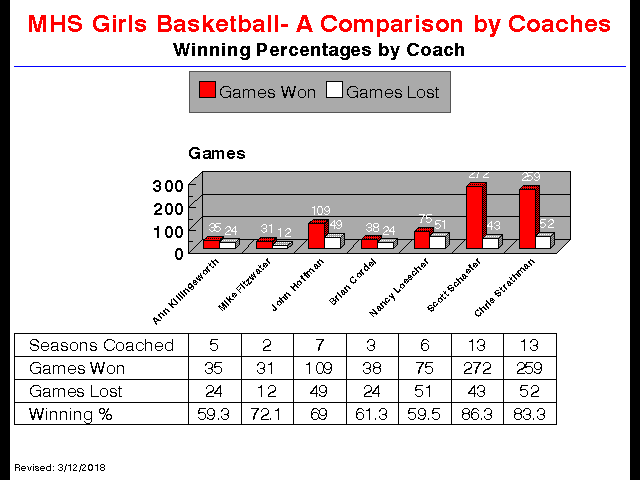 MHS Girls Basketball- A Comparison by Coaches
Winning Percentages by Coach
Games Won Games Lost
Games
300
200
100
0
35 24 31 12 109 49 38 24 75 51 272 43 259 52
Ann Killingsworth
Mike Fitzwater
John Hoffman
Brian Cordel
Nancy Loescher
Scott Schaefer
Chris Strathman
Seasons Coached 5 2 7 3 6 13 13
Games Won 35 31 109 38 75 272 259
Games Lost 24 12 49 24 51 43 52
Winning % 59.3 72.1 69 61.3 59.5 86.3 83.3
Revised: 3/12/2018